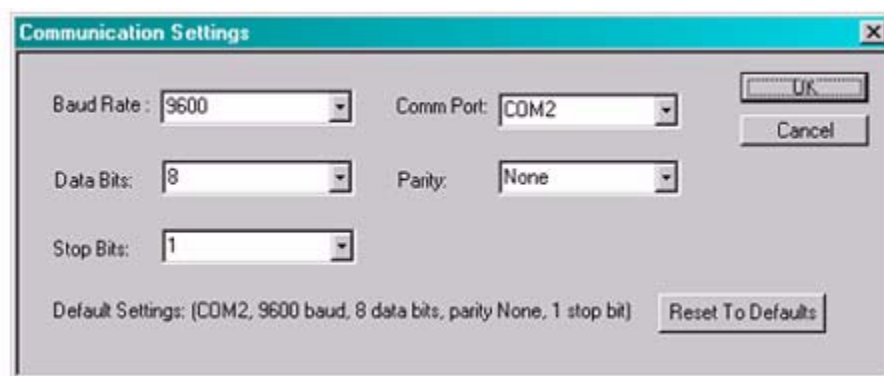 Communication Settings
Baud Rate : 9600
Comm Port: COM2
OK
Cancel
Data Bits: 8
Parity: None
Stop Bits: 1
Default Settings: (COM2, 9600 baud, 8 data bits, parity None, 1 stop bit)
Reset To Defaults